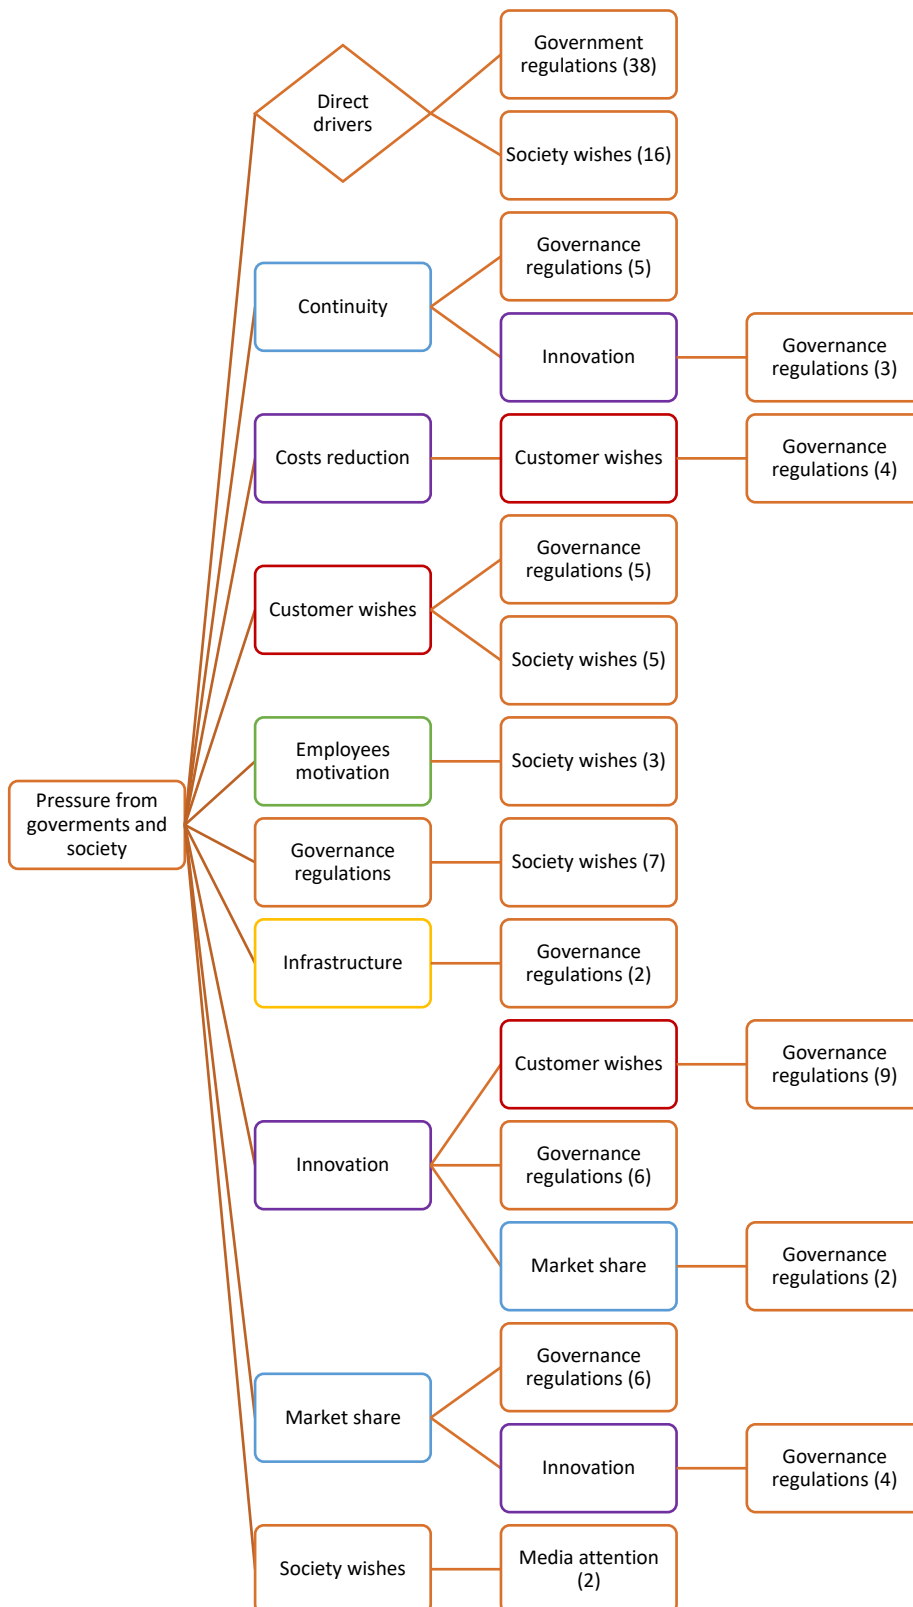 Government
regulations (38)
Direct
drivers
Society wishes (16)
Governance
regulations (5)
Continuity
Innovation
Governance
regulations (3)
Costs reduction
Customer wishes
Governance
regulations (4)
Governance
regulations (5)
Customer wishes
Society wishes (5)
Employees
motivation
Society wishes (3)
Pressure from
goverments and
society
Governance
regulations
Society wishes (7)
Infrastructure
Governance
regulations (2)
Customer wishes
Governance
regulations (9)
Innovation
Governance
regulations (6)
Market share
Governance
regulations (2)
Governance
regulations (6)
Market share
Innovation
Governance
regulations (4)
Society wishes
Media attention
(2)